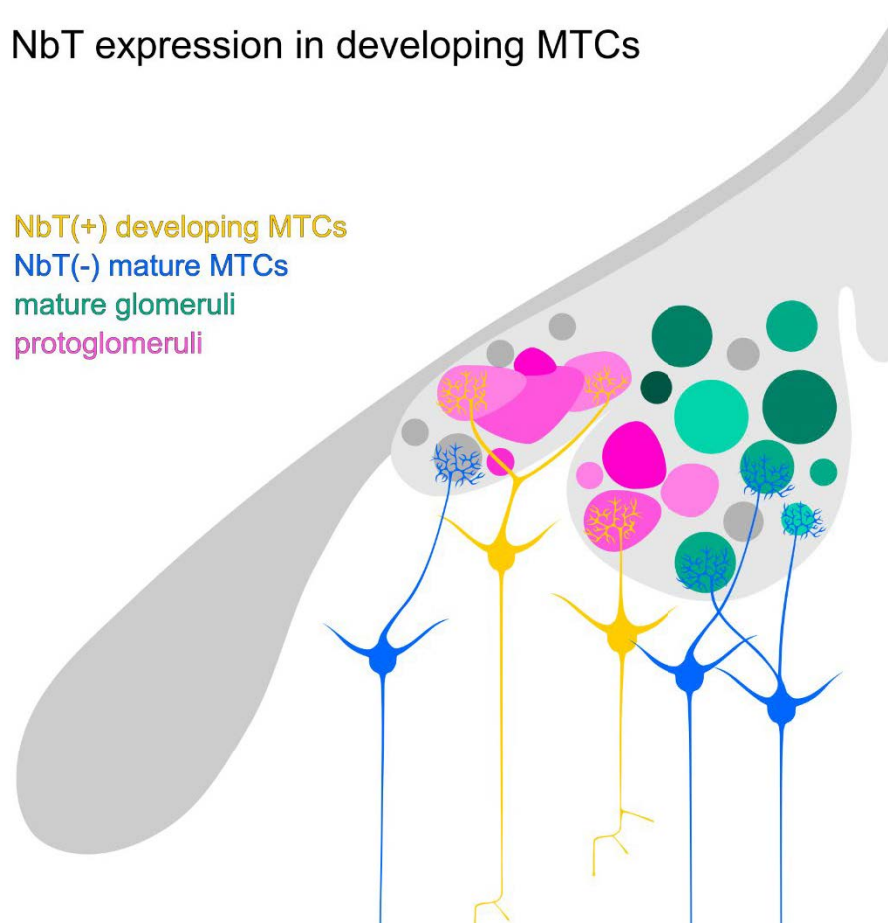 NbT expression in developing MTCs
NbT(+) developing MTCs
NbT(-) mature MTCs
mature glomeruli
protoglomeruli